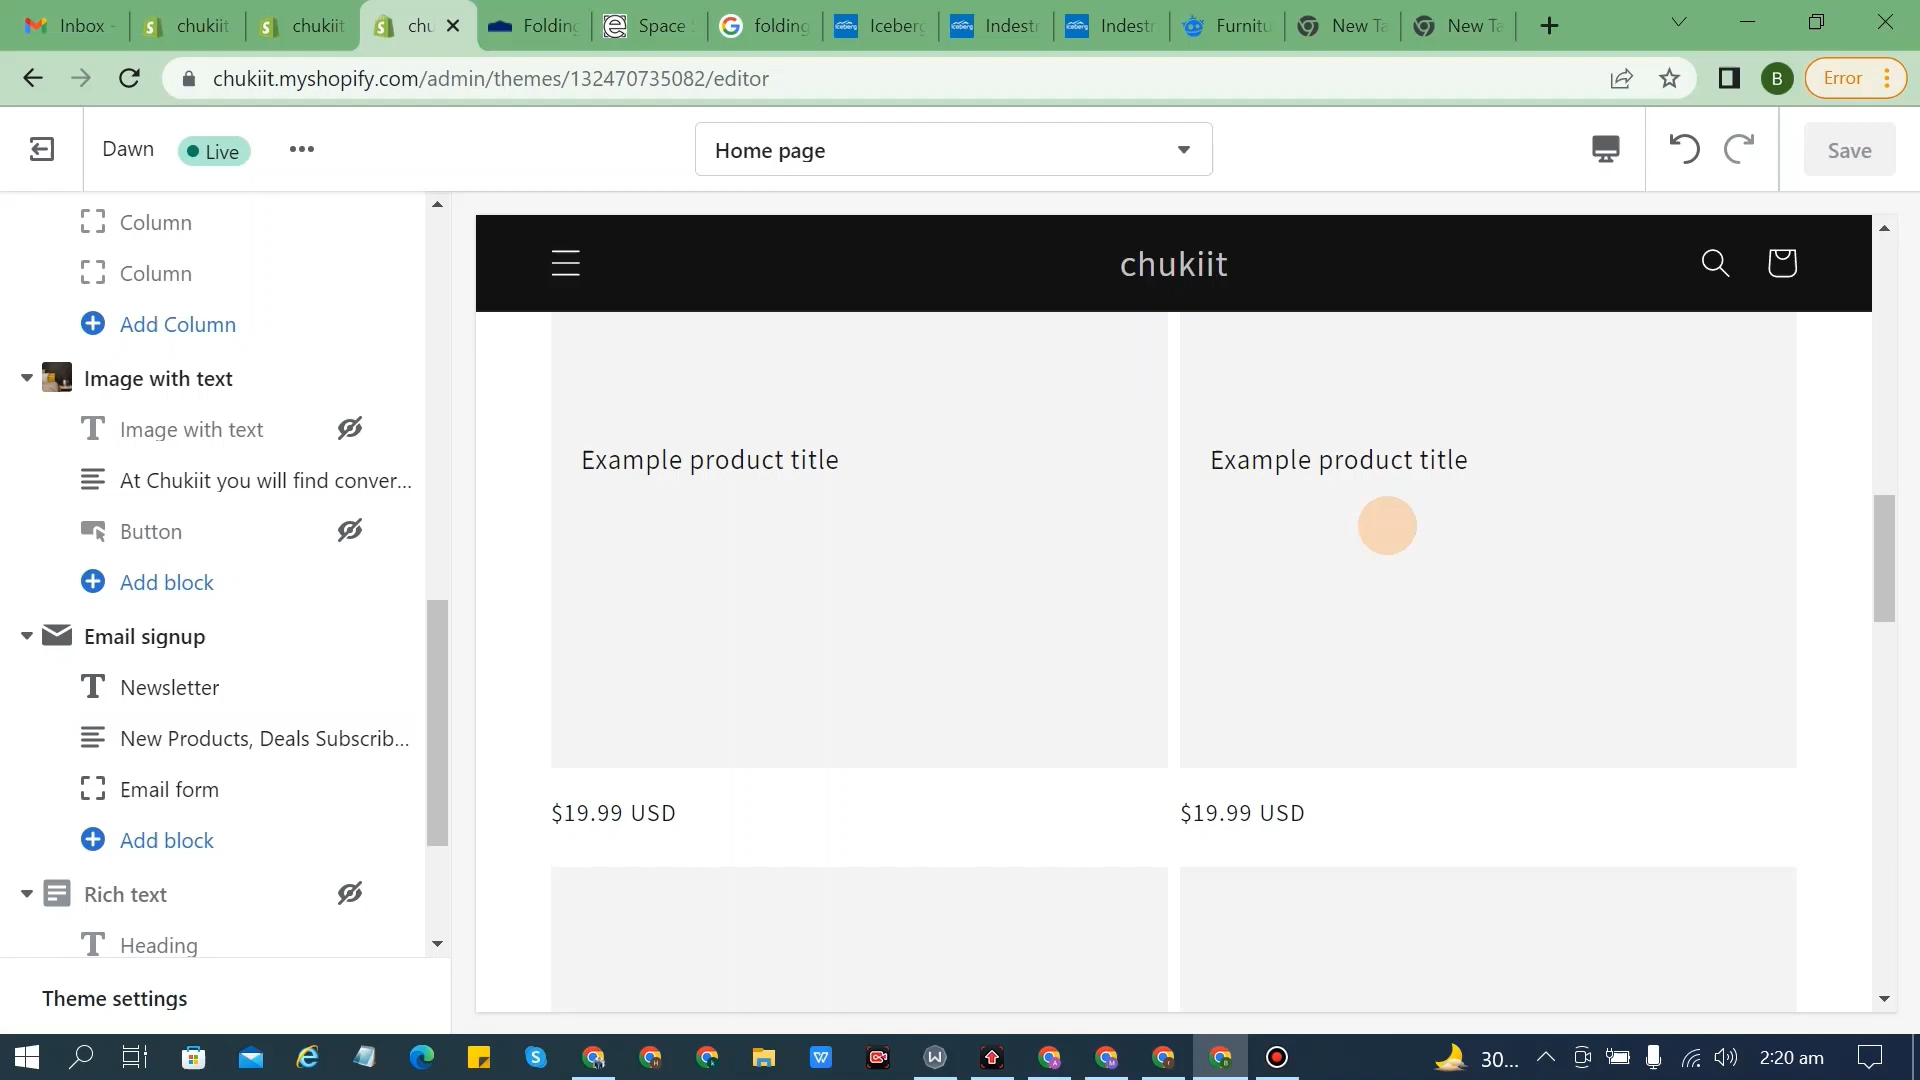 Inbox
chukiit
chukiit
chu
Folding
Space
folding
Iceberg
Indestr
Indestr
Furnitu
New Ta
New Ta
chukiit.myshopify.com/admin/themes/132470735082/editor
B
Error
Dawn
Live
Home page
Save
Column
Column
Add Column
Image with text
Image with text
At Chukiit you will find conver...
Button
Add block
Email signup
Newsletter
New Products, Deals Subscrib...
Email form
Add block
Rich text
Heading
Theme settings
chukiit
Example product title
Example product title
$19.99 USD
$19.99 USD
30...
2:20 am